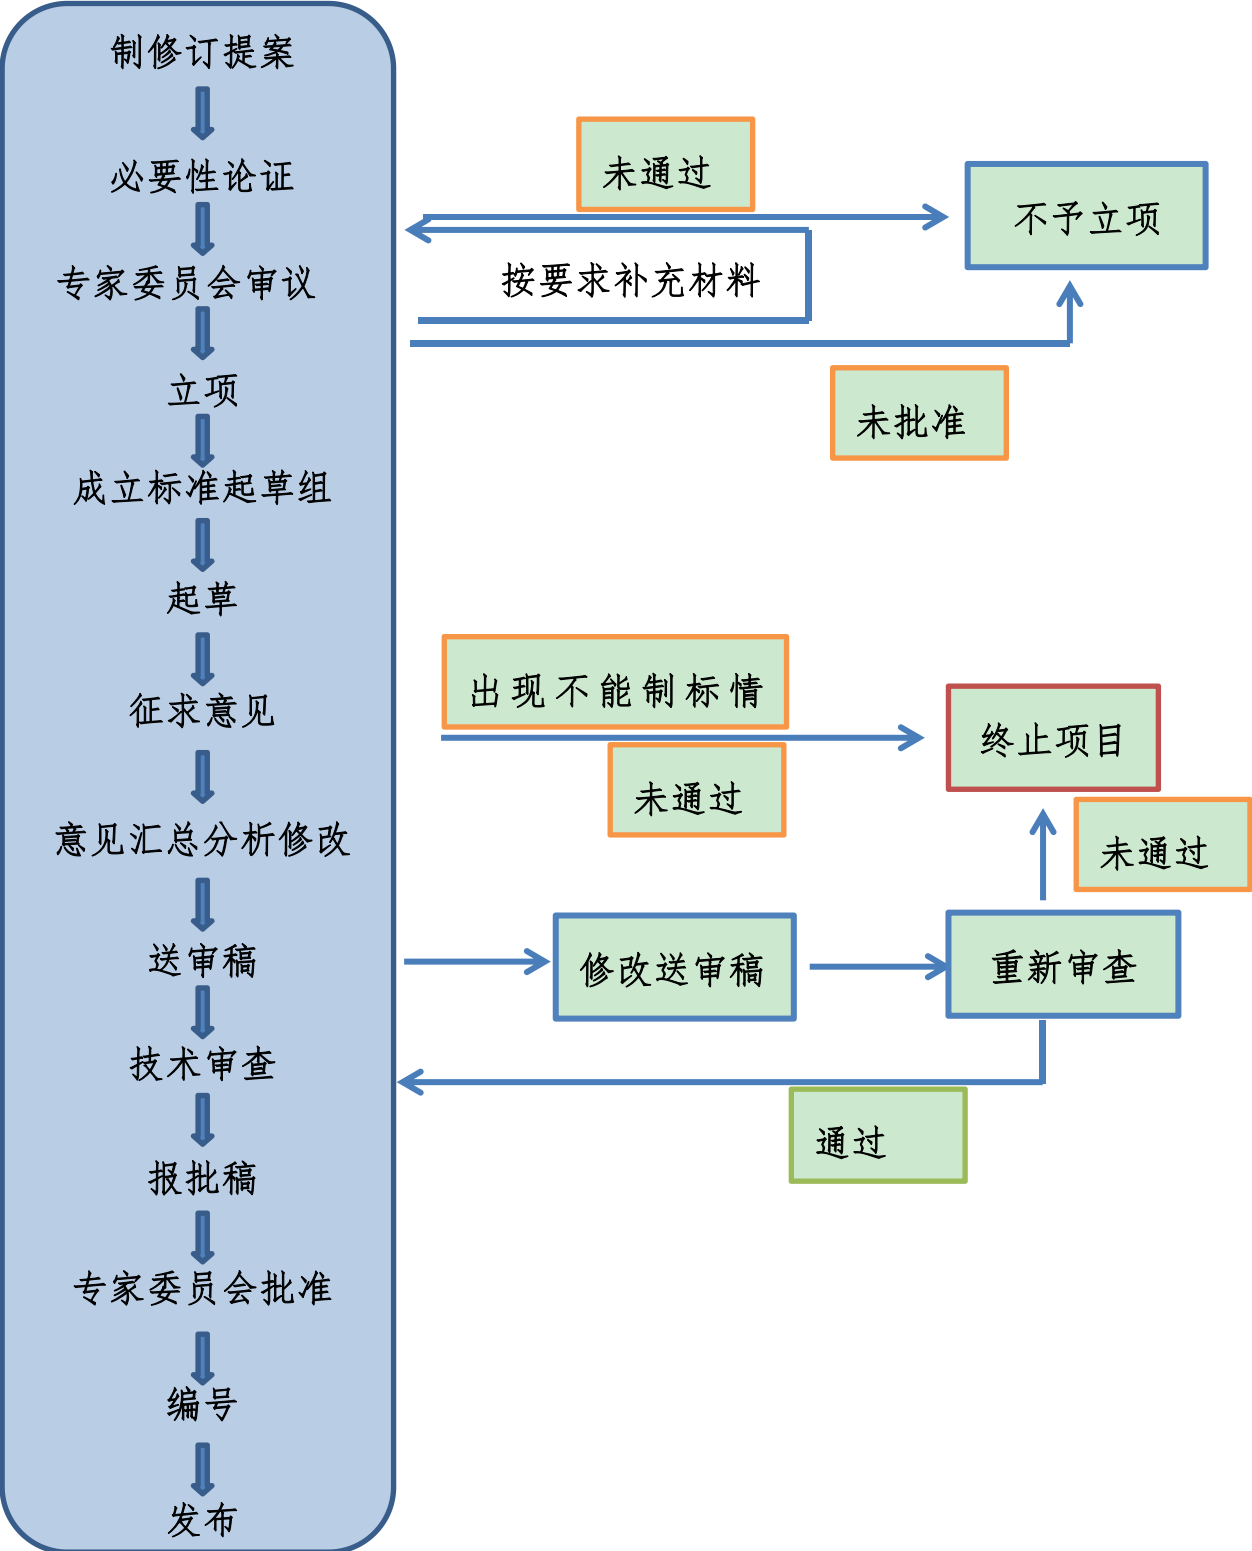 制修订提案
必要性论证
专家委员会审议
立项
成立标准起草组
起草
征求意见
意见汇总分析修改
送审稿
技术审查
报批稿
专家委员会批准
编号
发布
未通过
不予立项
按要求补充材料
未批准
出现不能制标情
终止项目
未通过
未通过
修改送审稿
重新审查
通过